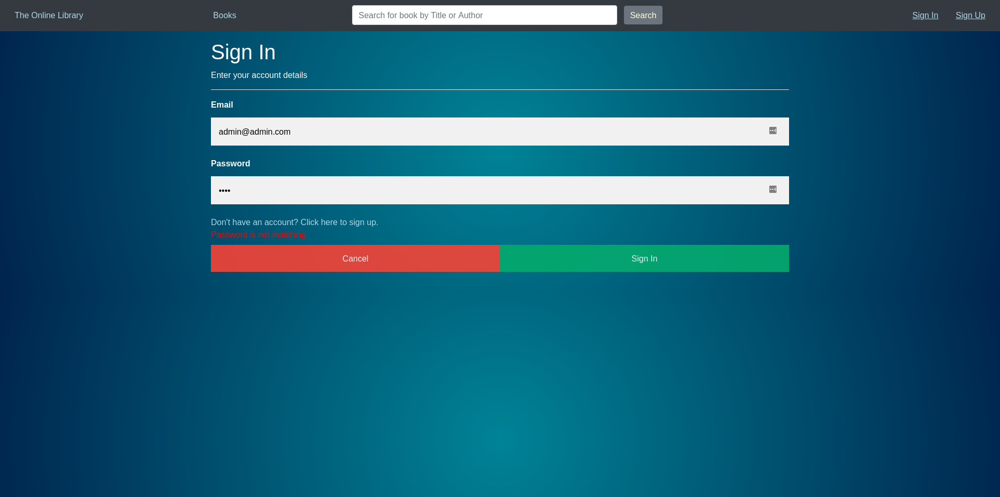 The Online Library Books Search for book by Title or Author Search Sign In Sign Up
Sign In
Enter your account details
Email
admin@admin.com
Password
••••
Don't have an account? Click here to sign up.
Password is not matching
Cancel Sign In